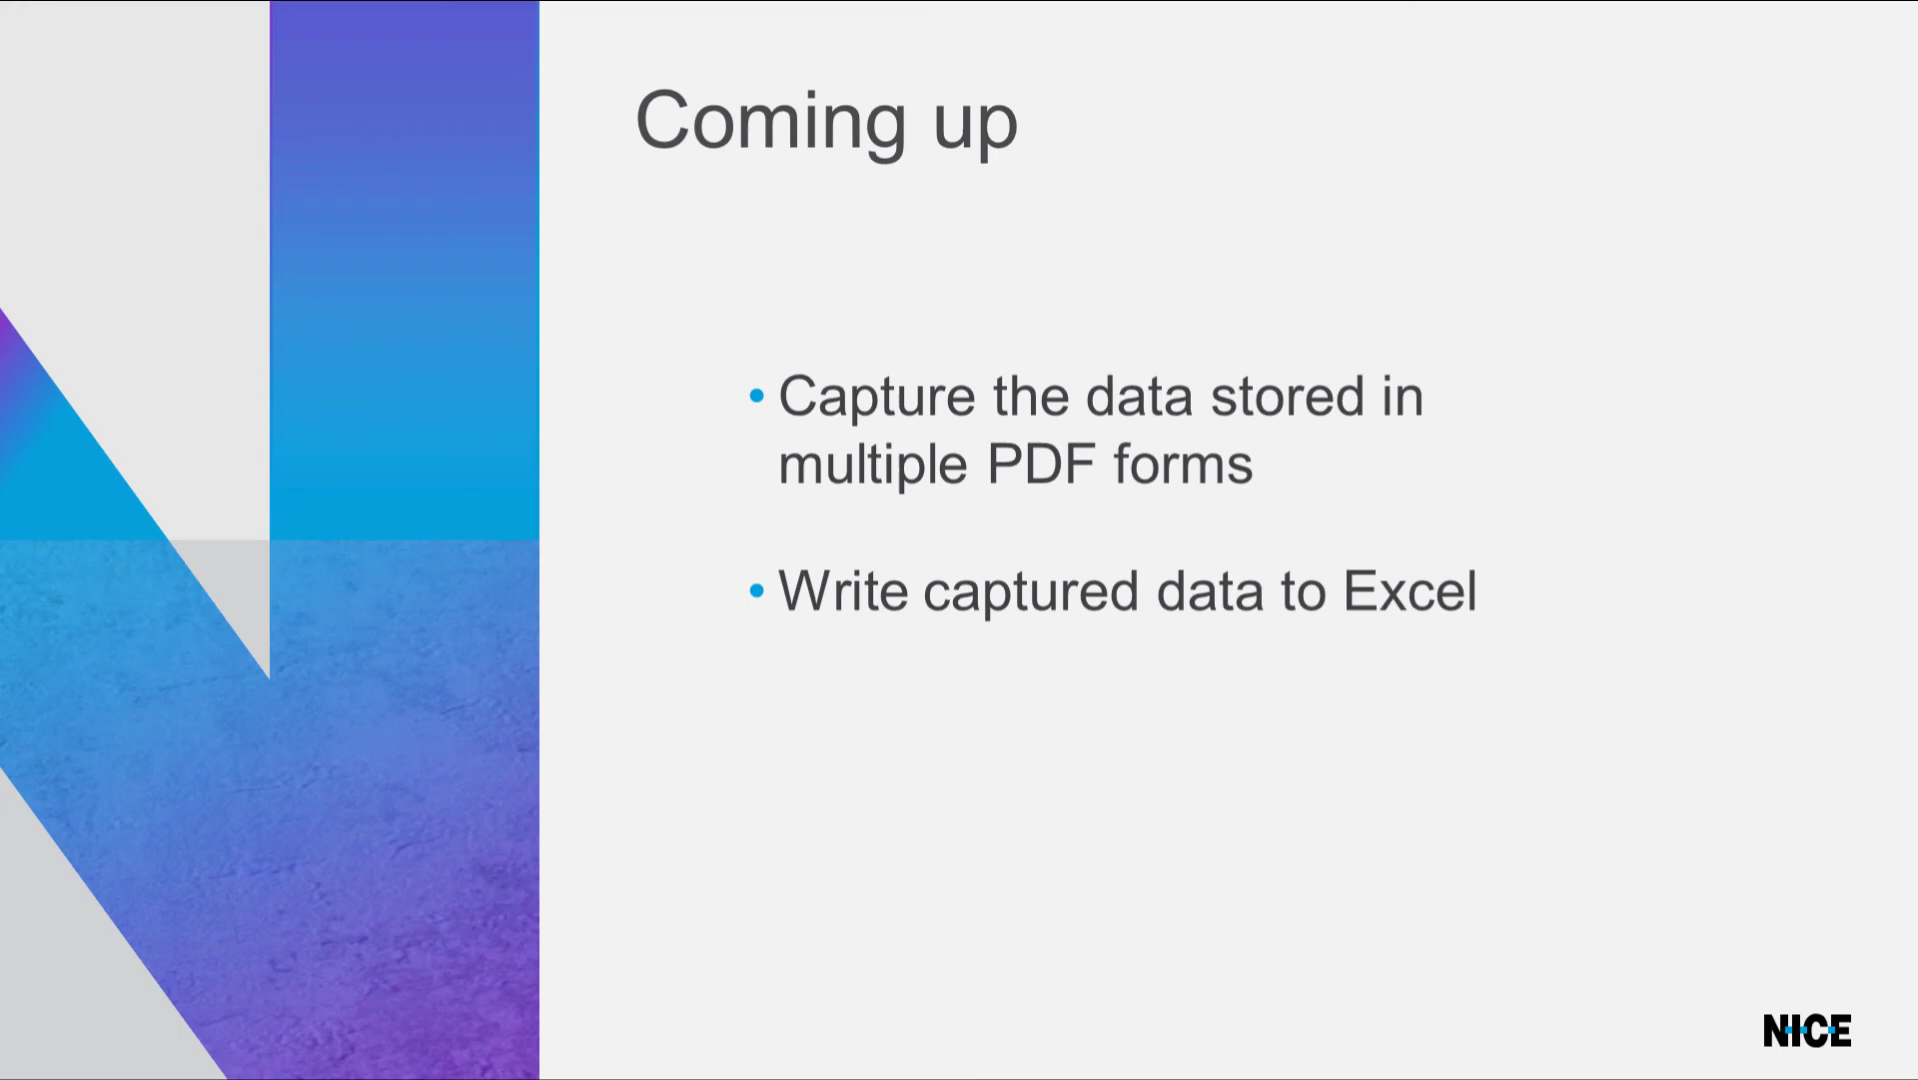 Coming up
• Capture the data stored in
multiple PDF forms
• Write captured data to Excel
NICE